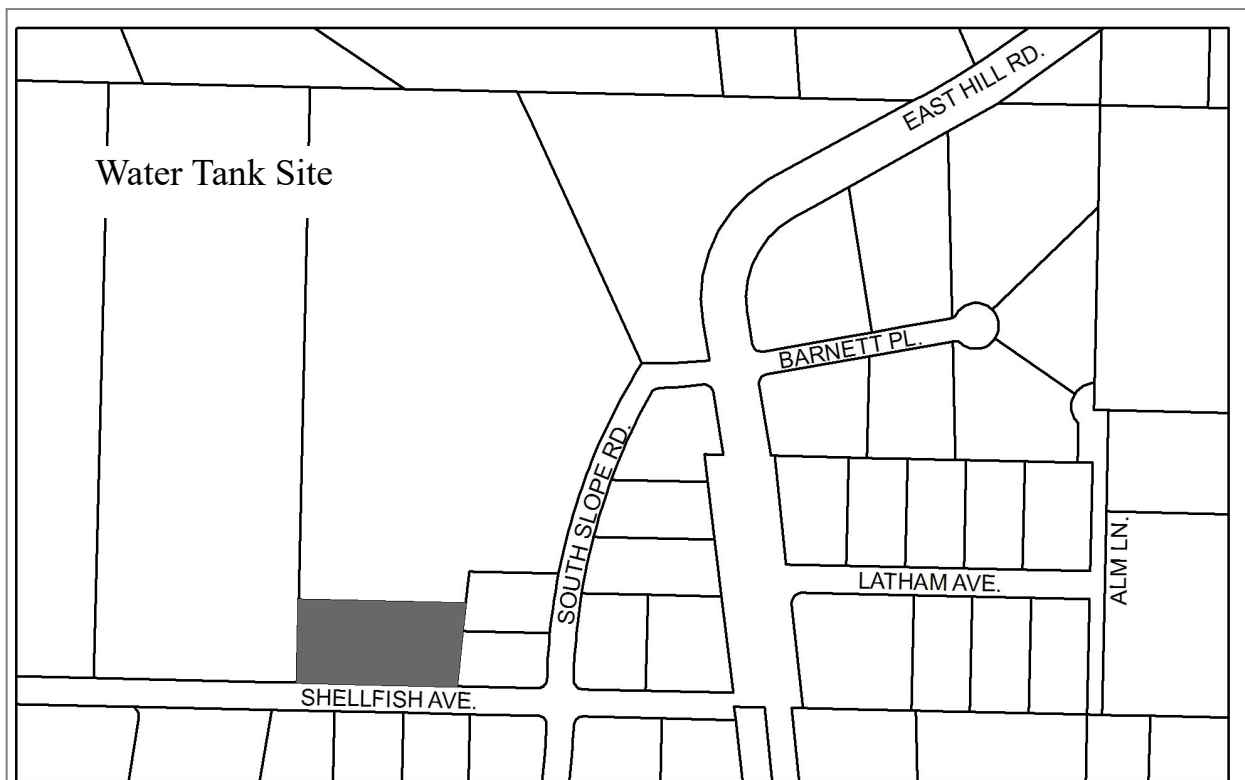 EAST HILL RD.
Water Tank Site
BARNETT PL.
SOUTH SLOPE RD.
LATHAM AVE.
ALM LN.
SHELLFISH AVE.